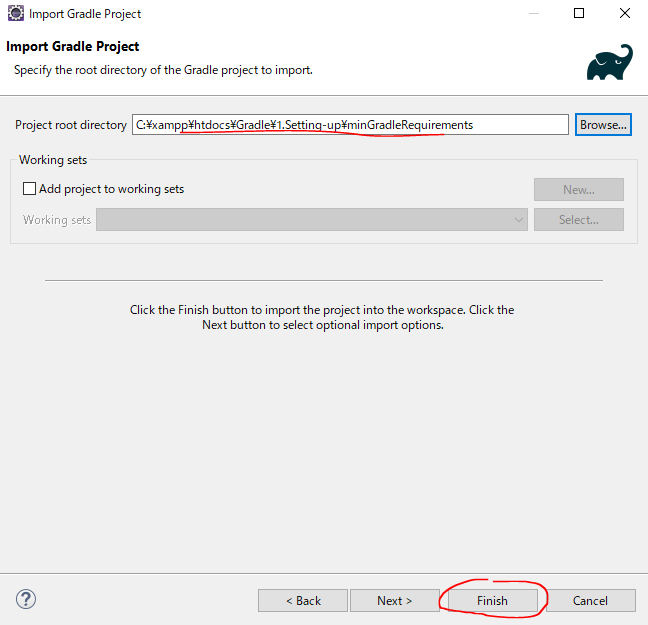 Import Gradle Project
Import Gradle Project
Specify the root directory of the Gradle project to import.
Project root directory C:¥xampp¥htdocs¥Gradle¥1.Setting-up¥minGradleRequirements Browse...
Working sets
Add project to working sets New...
Working sets Select...
Click the Finish button to import the project into the workspace. Click the
Next button to select optional import options.
? < Back Next > Finish Cancel